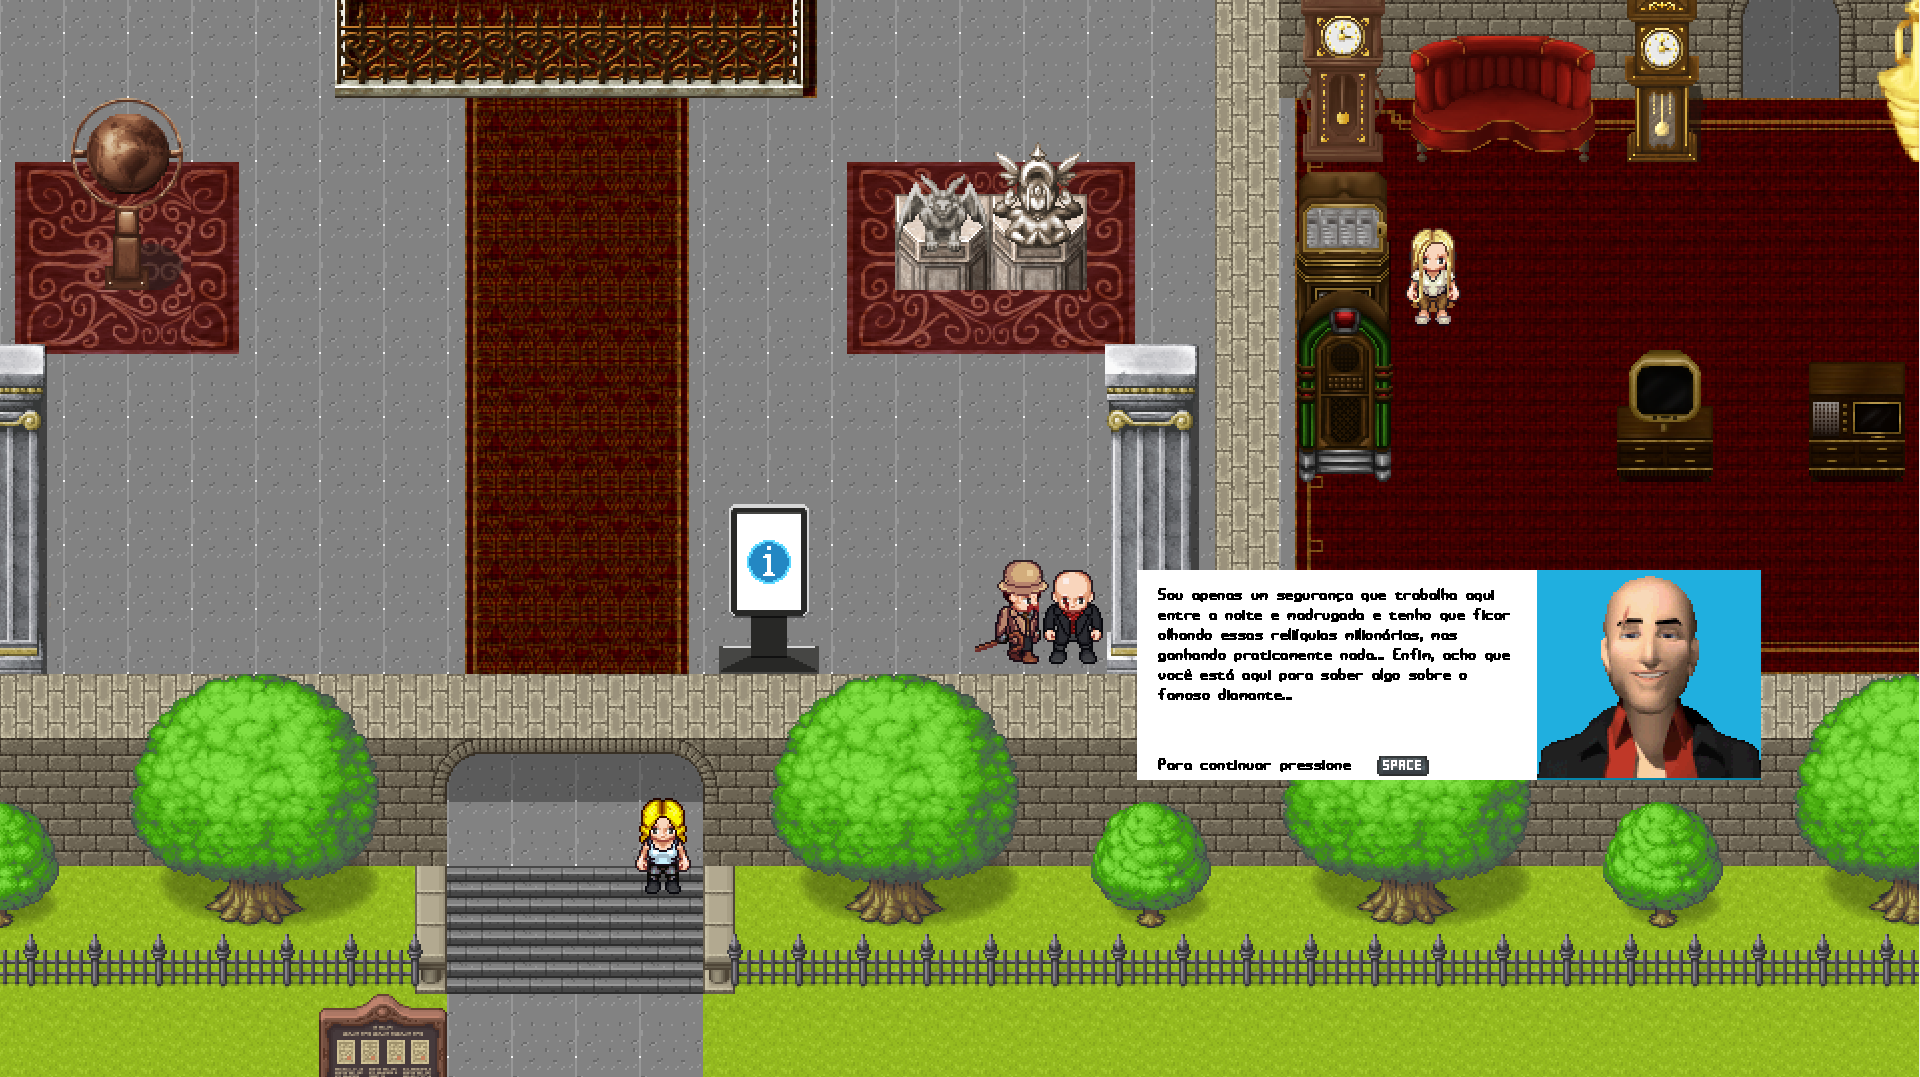 i
Sou apenas um segurança que trabalha aqui
entre a noite e madrugada e tenho que ficar
olhando essas relíquias milionárias, mas
ganhando praticamente nada... Enfim, acho que
você está aqui para saber algo sobre o
famoso diamante...
Para continuar pressione SPACE